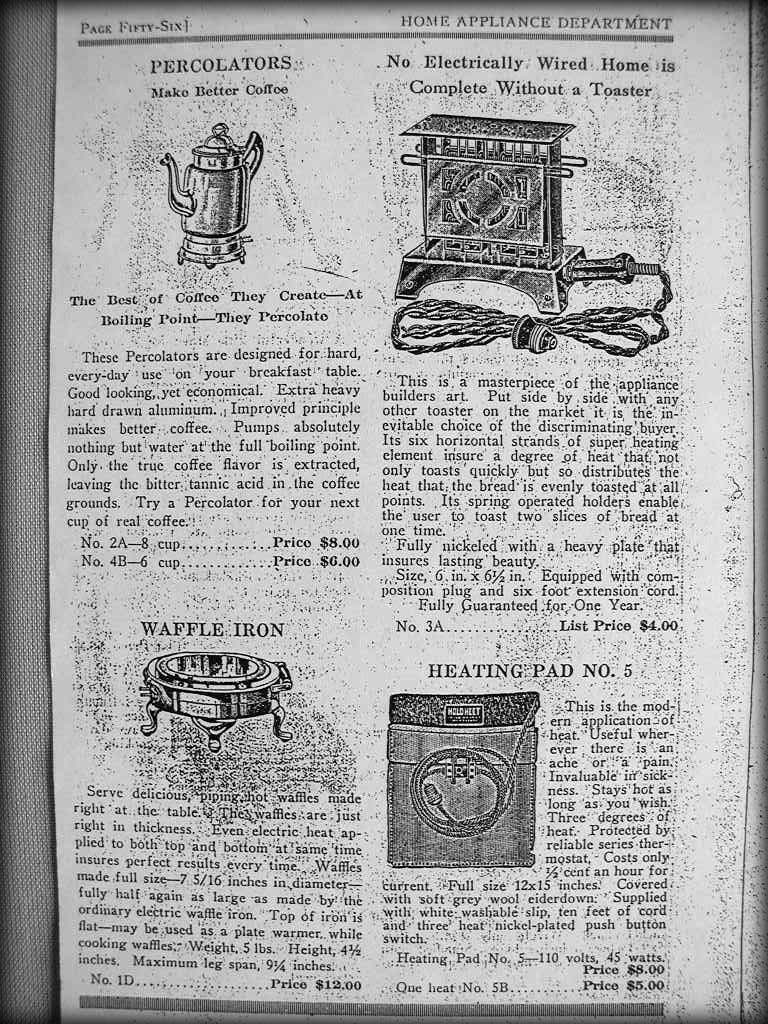 PAGE FIFTY-SIX]
HOME APPLIANCE DEPARTMENT
PERCOLATORS
Make Better Coffee
The Best of Coffee They Create—At
Boiling Point—They Percolate
These Percolators are designed for hard,
every-day use on your breakfast table.
Good looking, yet economical. Extra heavy
hard drawn aluminum. Improved principle
makes better coffee. Pumps absolutely
nothing but water at the full boiling point.
Only the true coffee flavor is extracted,
leaving the bitter tannic acid in the coffee
grounds. Try a Percolator for your next
cup of real coffee.
No. 2A—8 cup............Price $8.00
No. 4B—6 cup............Price $6.00
WAFFLE IRON
Serve delicious, piping hot waffles made
right at the table. The waffles are just
right in thickness. Even electric heat ap-
plied to both top and bottom at same time
insures perfect results every time. Waffles
made full size—7 5/16 inches in diameter—
fully half again as large as made by the
ordinary electric waffle iron. Top of iron is
flat—may be used as a plate warmer while
cooking waffles. Weight, 5 lbs. Height, 4½
inches. Maximum leg span, 9¼ inches.
No. 1D..................Price $12.00
No Electrically Wired Home is
Complete Without a Toaster
This is a masterpiece of the appliance
builders art. Put side by side with any
other toaster on the market it is the in-
evitable choice of the discriminating buyer.
Its six horizontal strands of super heating
element insure a degree of heat that not
only toasts quickly but so distributes the
heat that the bread is evenly toasted at all
points. Its spring operated holders enable
the user to toast two slices of bread at
one time.
Fully nickeled with a heavy plate that
insures lasting beauty.
Size, 6 in. x 6½ in. Equipped with com-
position plug and six foot extension cord.
Fully Guaranteed for One Year.
No. 3A...............List Price $4.00
HEATING PAD NO. 5
HOLDHEET
This is the mod-
ern application of
heat. Useful wher-
ever there is an
ache or a pain.
Invaluable in sick-
ness. Stays hot as
long as you wish.
Three degrees of
heat. Protected by
reliable series ther-
mostat. Costs only
½ cent an hour for
current. Full size 12x15 inches. Covered
with soft grey wool eiderdown. Supplied
with white washable slip, ten feet of cord
and three heat nickel-plated push button
switch.
Heating Pad No. 5—110 volts, 45 watts.
Price $8.00
One heat No. 5B..........Price $5.00